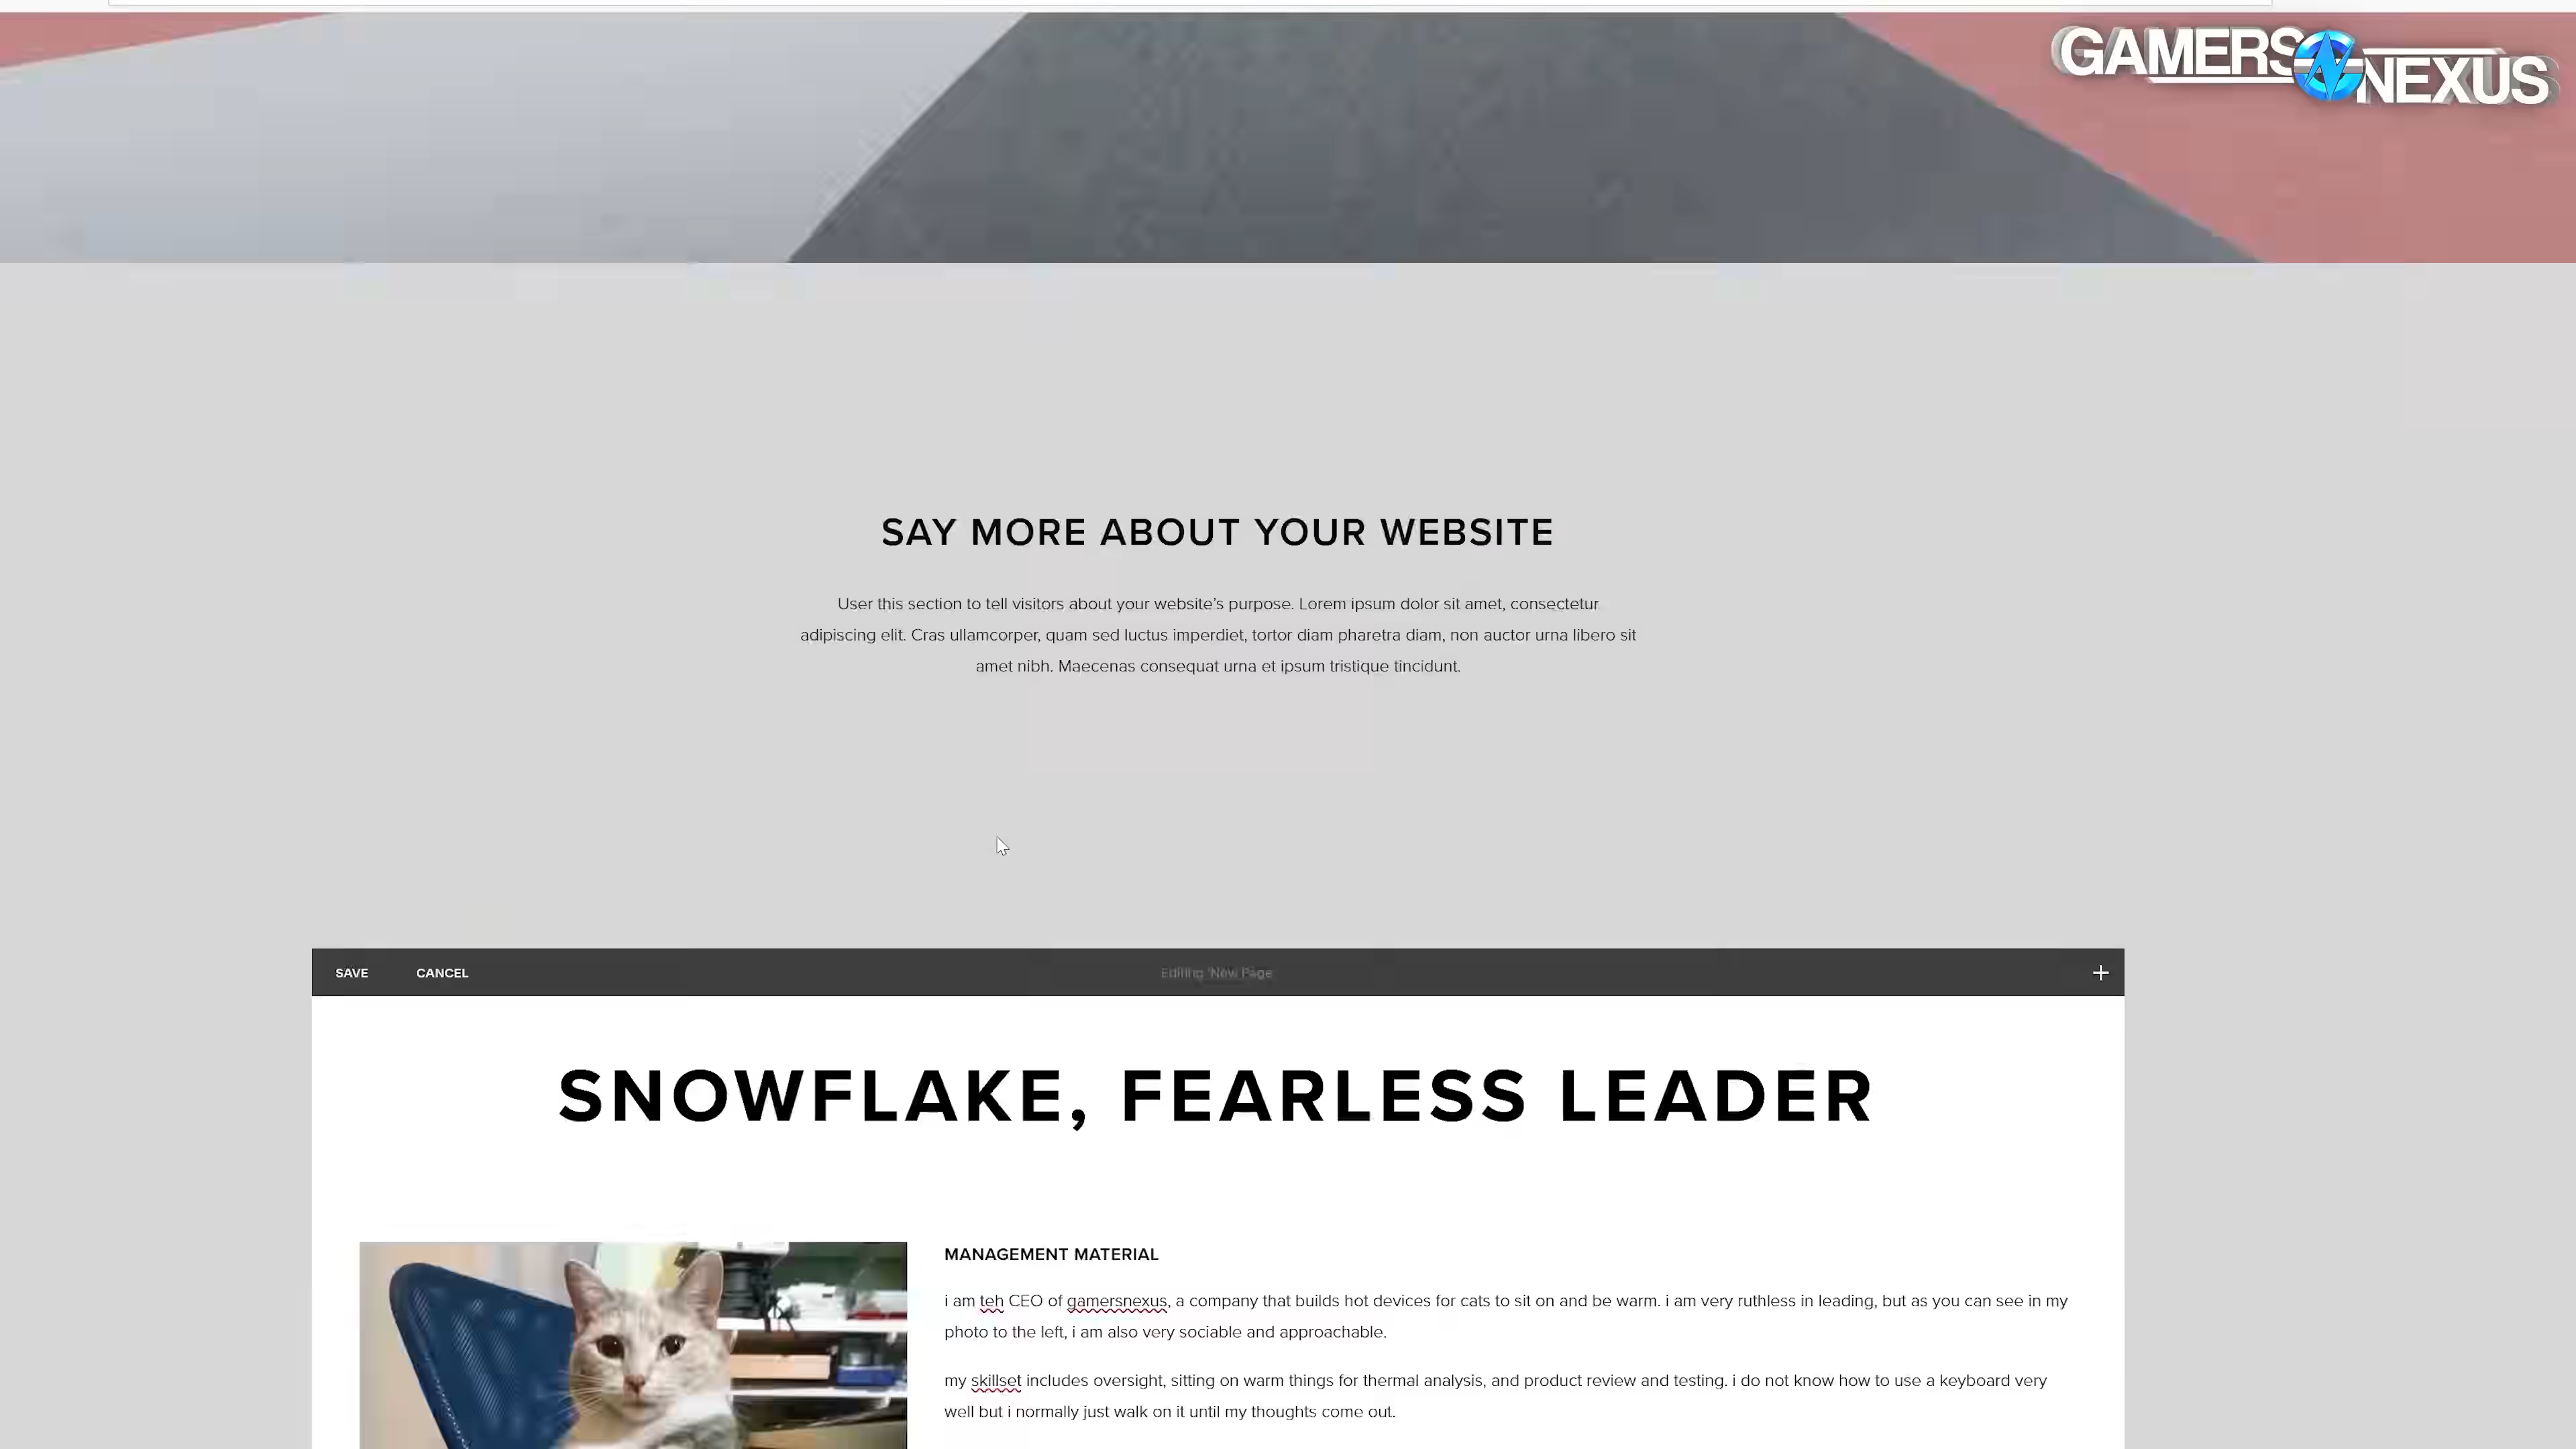 GAMERS NEXUS
SAY MORE ABOUT YOUR WEBSITE
User this section to tell visitors about your website's purpose. Lorem ipsum dolor sit amet, consectetur
adipiscing elit. Cras ullamcorper, quam sed luctus imperdiet, tortor diam pharetra diam, non auctor urna libero sit
amet nibh. Maecenas consequat urna et ipsum tristique tincidunt.
SAVE CANCEL Editing 'New Page
SNOWFLAKE, FEARLESS LEADER
MANAGEMENT MATERIAL
i am teh CEO of gamersnexus, a company that builds hot devices for cats to sit on and be warm. i am very ruthless in leading, but as you can see in my
photo to the left, i am also very sociable and approachable.
my skillset includes oversight, sitting on warm things for thermal analysis, and product review and testing. i do not know how to use a keyboard very
well but i normally just walk on it until my thoughts come out.